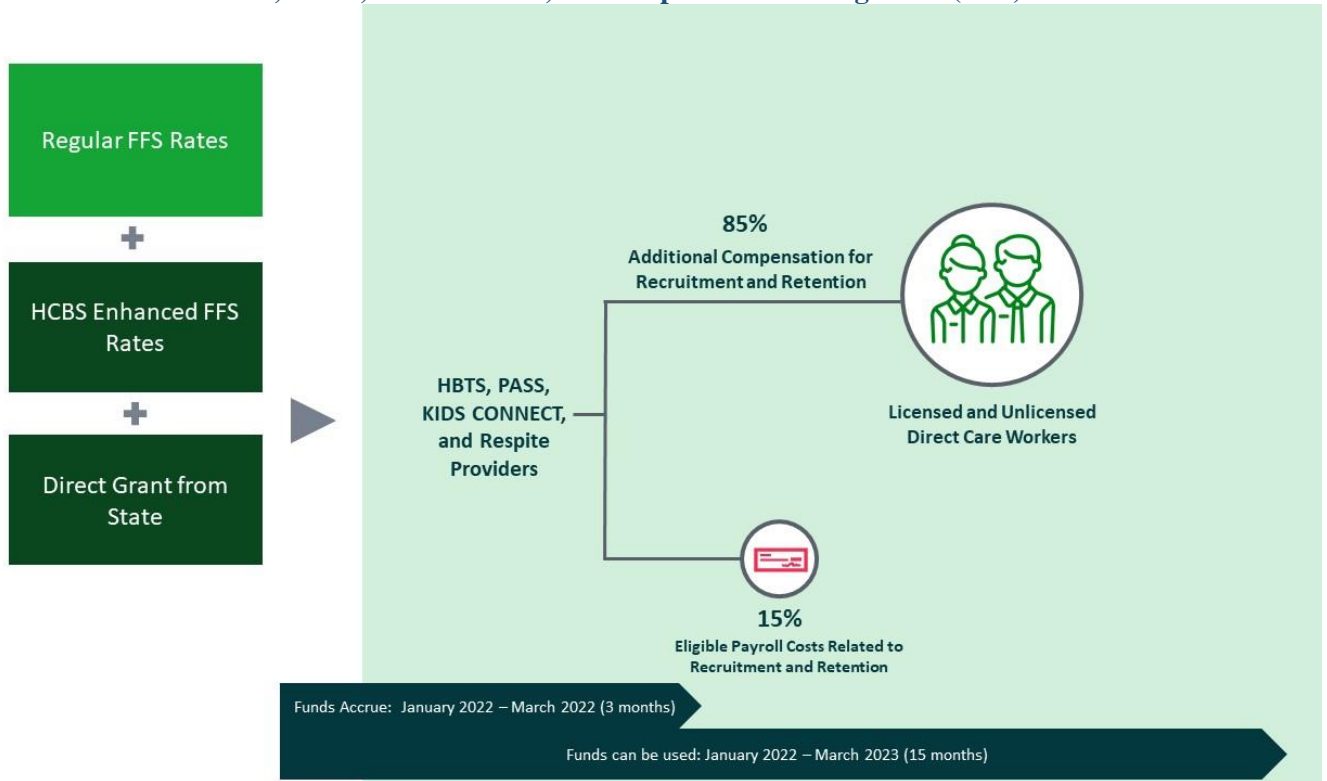 Regular FFS Rates
+
HCBS Enhanced FFS
Rates
+
Direct Grant from
State
HBTS, PASS,
KIDS CONNECT,
and Respite
Providers
85%
Additional Compensation for
Recruitment and Retention
Licensed and Unlicensed
Direct Care Workers
15%
Eligible Payroll Costs Related to
Recruitment and Retention
Funds Accrue: January 2022 – March 2022 (3 months)
Funds can be used: January 2022 – March 2023 (15 months)